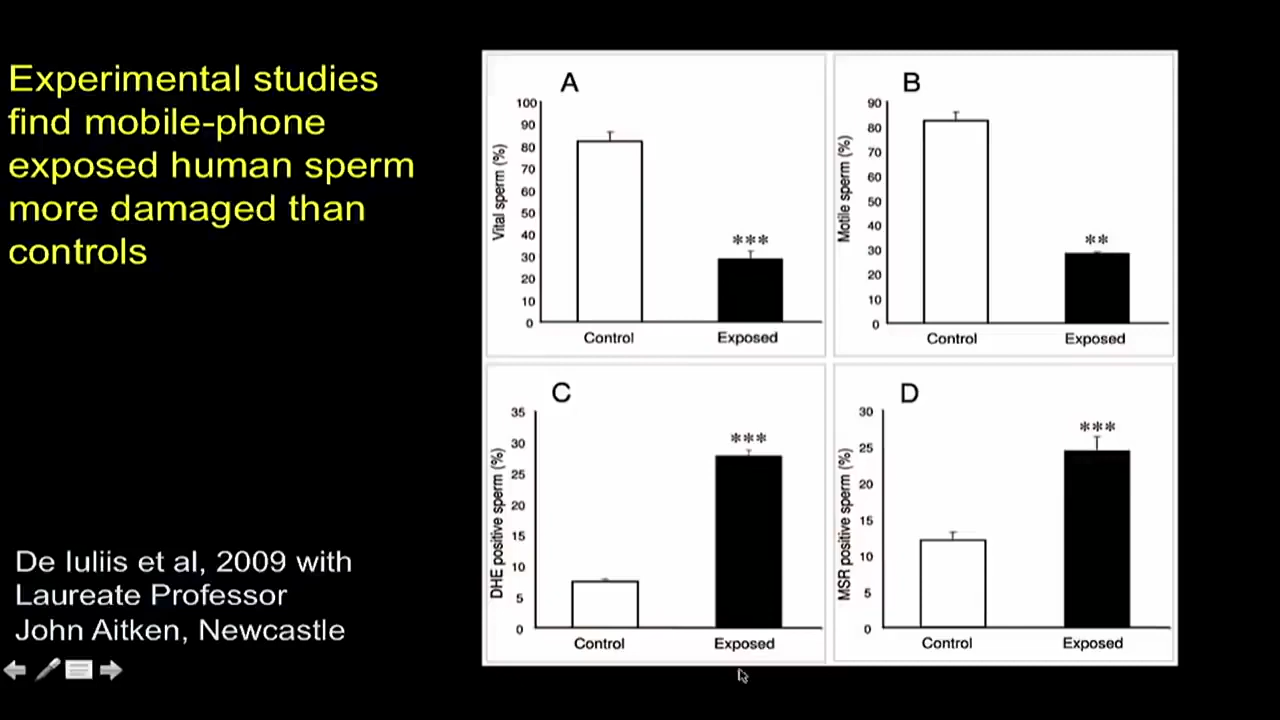 Experimental studies
find mobile-phone
exposed human sperm
more damaged than
controls
De Iuliis et al, 2009 with
Laureate Professor
John Aitken, Newcastle
A
Vital sperm (%)
100
90
80
70
60
50
40
30
20
10
0
***
Control
Exposed
B
Motile sperm (%)
90
80
70
60
50
40
30
20
10
0
**
Control
Exposed
C
DHE positive sperm (%)
35
30
25
20
15
10
5
0
***
Control
Exposed
D
MSR positive sperm (%)
30
25
20
15
10
5
0
***
Control
Exposed